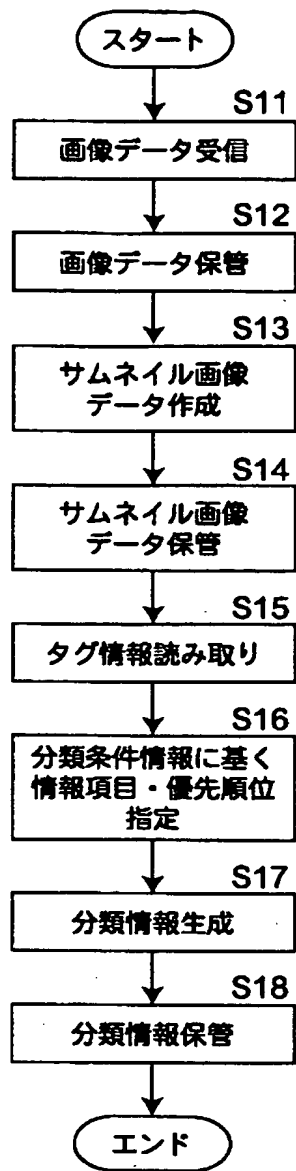 スタート
S11
画像データ受信
S12
画像データ保管
S13
サムネイル画像
データ作成
S14
サムネイル画像
データ保管
S15
タグ情報読み取り
S16
分類条件情報に基く
情報項目・優先順位
指定
S17
分類情報生成
S18
分類情報保管
エンド